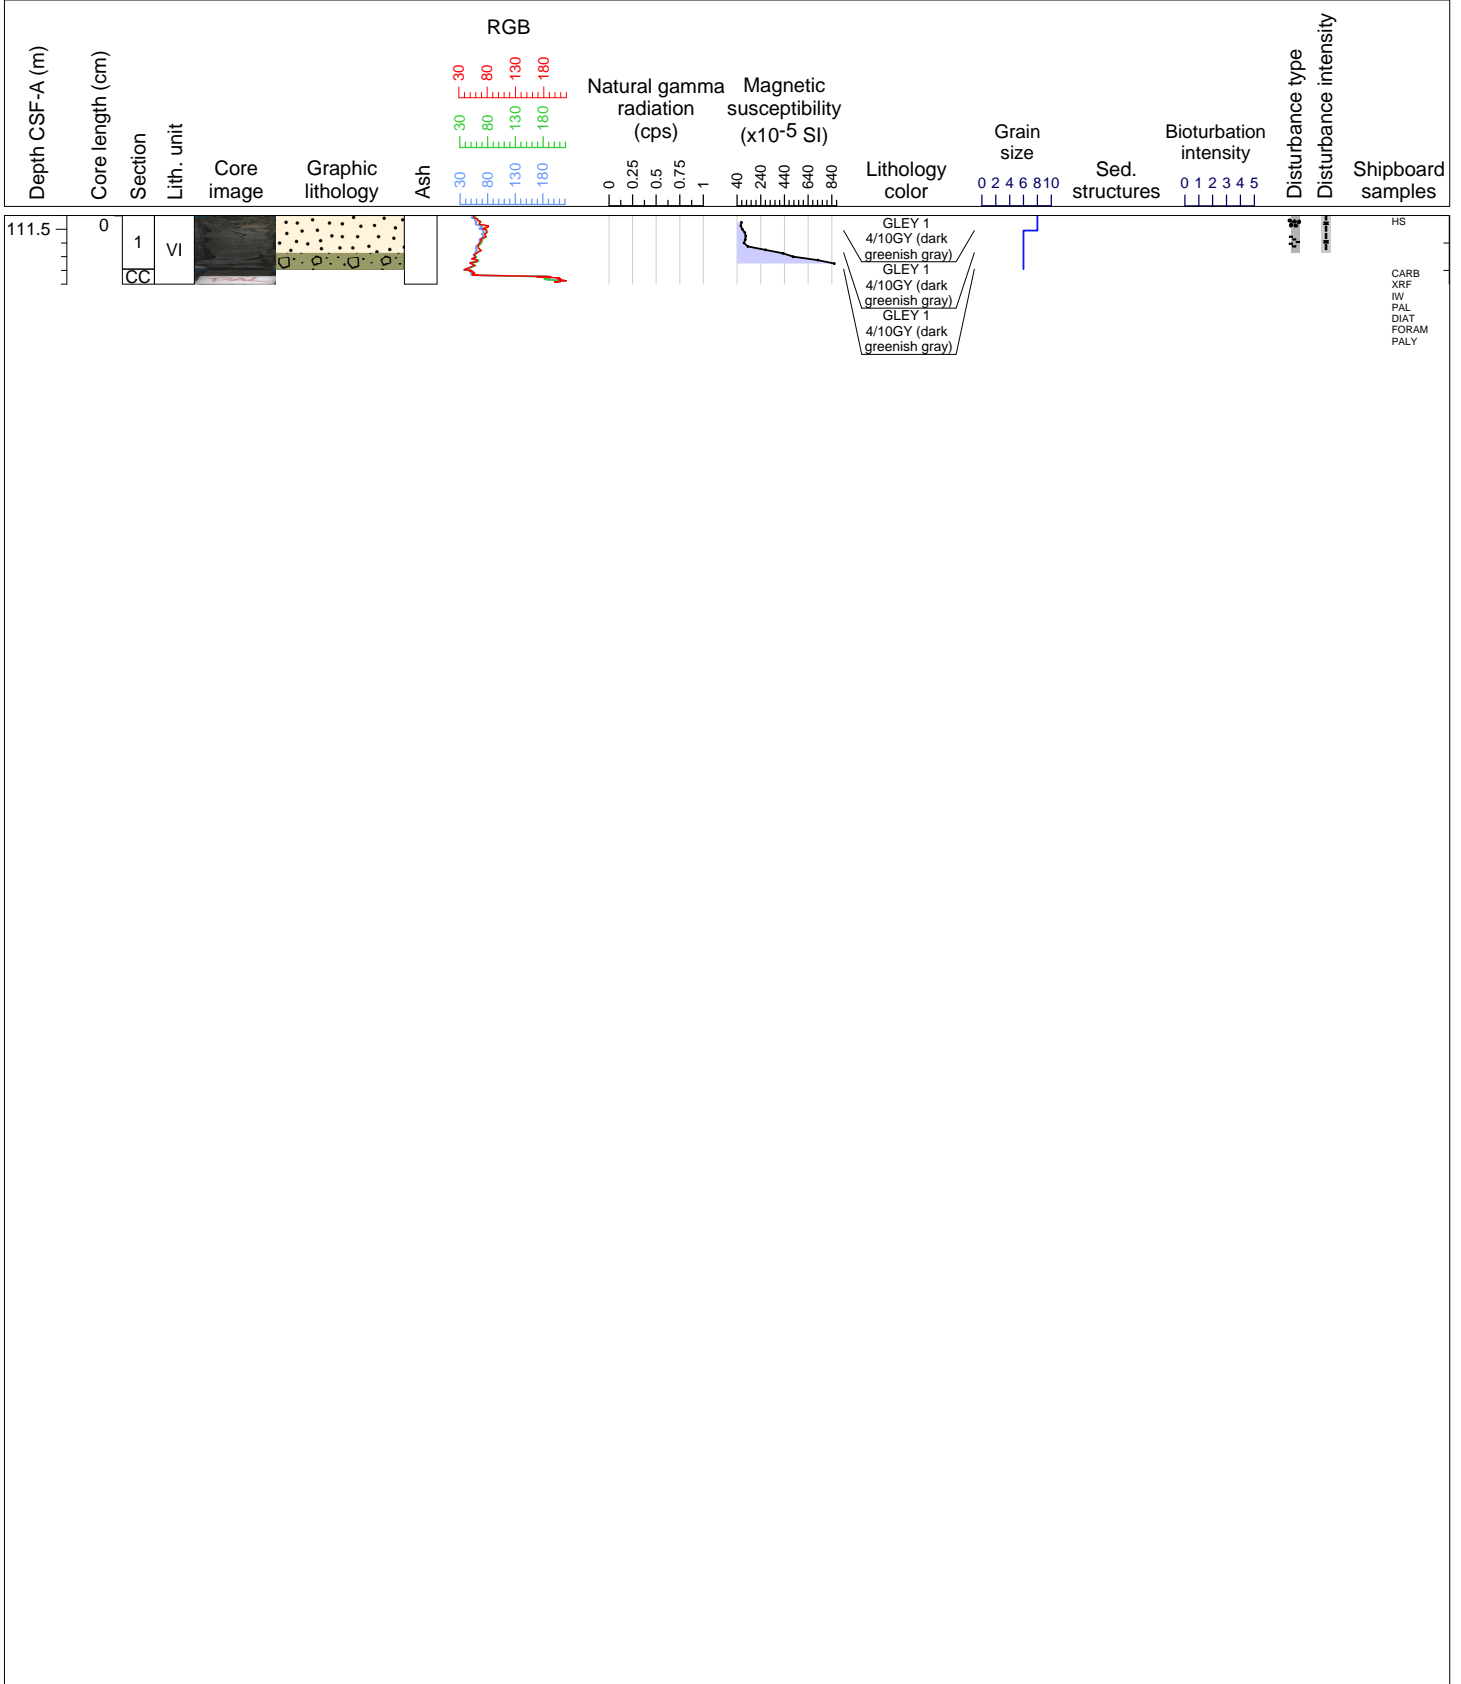 Depth CSF-A (m)
Core length (cm)
Section
Lith. unit
Core
image
Graphic
lithology
Ash
RGB
30 80 130 180
30 80 130 180
30 80 130 180
Natural gamma
radiation
(cps)
0 0.25 0.5 0.75 1
Magnetic
susceptibility
(x10-5 SI)
40 240 440 640 840
Lithology
color
Grain
size
0 2 4 6 8 10
Sed.
structures
Bioturbation
intensity
0 1 2 3 4 5
Disturbance type
Disturbance intensity
Shipboard
samples
111.5
0
1
CC
VI
GLEY 1
4/10GY (dark
greenish gray)
GLEY 1
4/10GY (dark
greenish gray)
GLEY 1
4/10GY (dark
greenish gray)
HS
CARB
XRF
IW
PAL
DIAT
FORAM
PALY